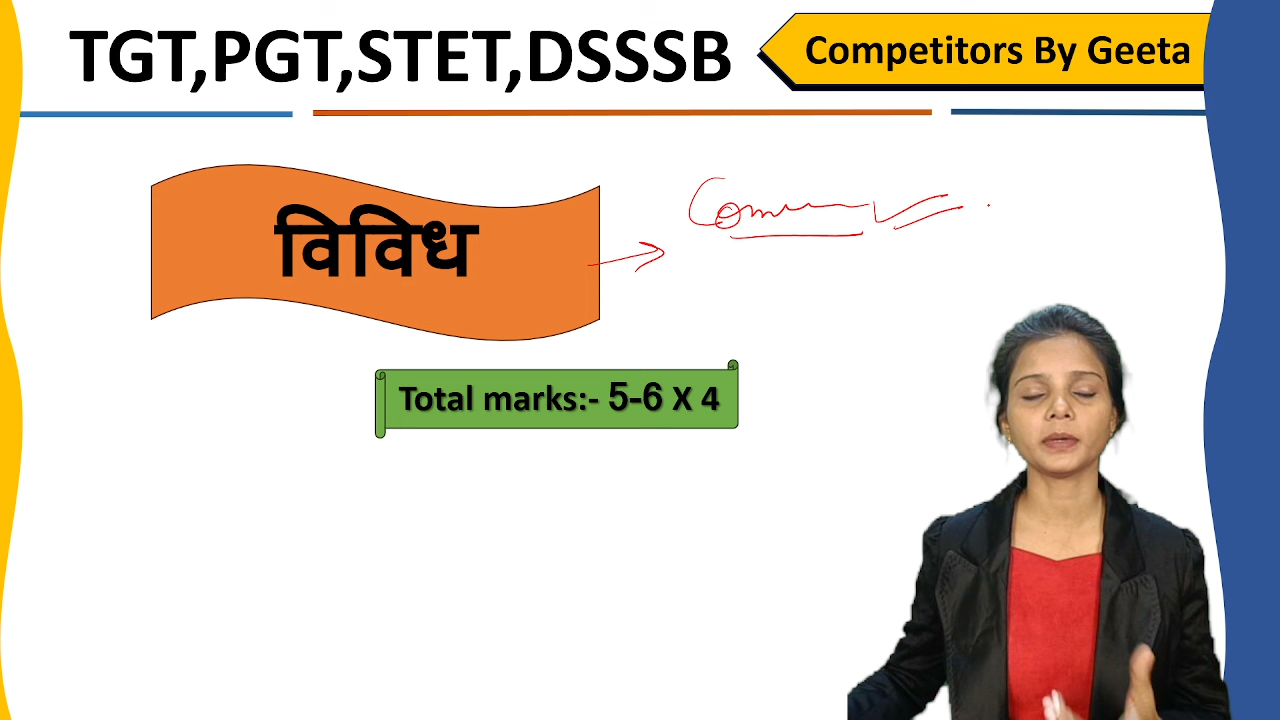 TGT,PGT,STET,DSSSB
Competitors By Geeta
विविध
Total marks:- 5-6 X 4